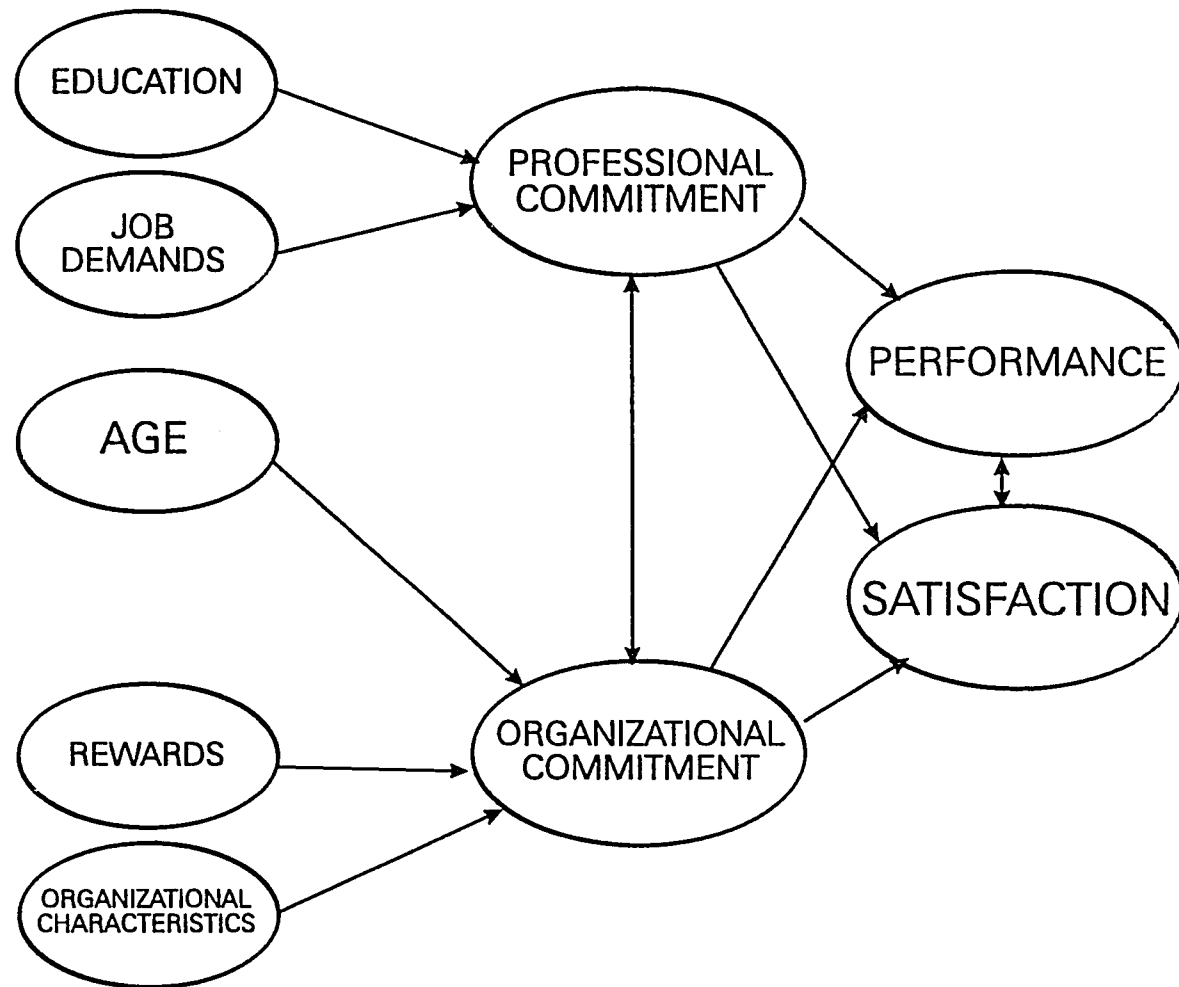 EDUCATION
JOB
DEMANDS
AGE
REWARDS
ORGANIZATIONAL
CHARACTERISTICS
PROFESSIONAL
COMMITMENT
ORGANIZATIONAL
COMMITMENT
PERFORMANCE
SATISFACTION